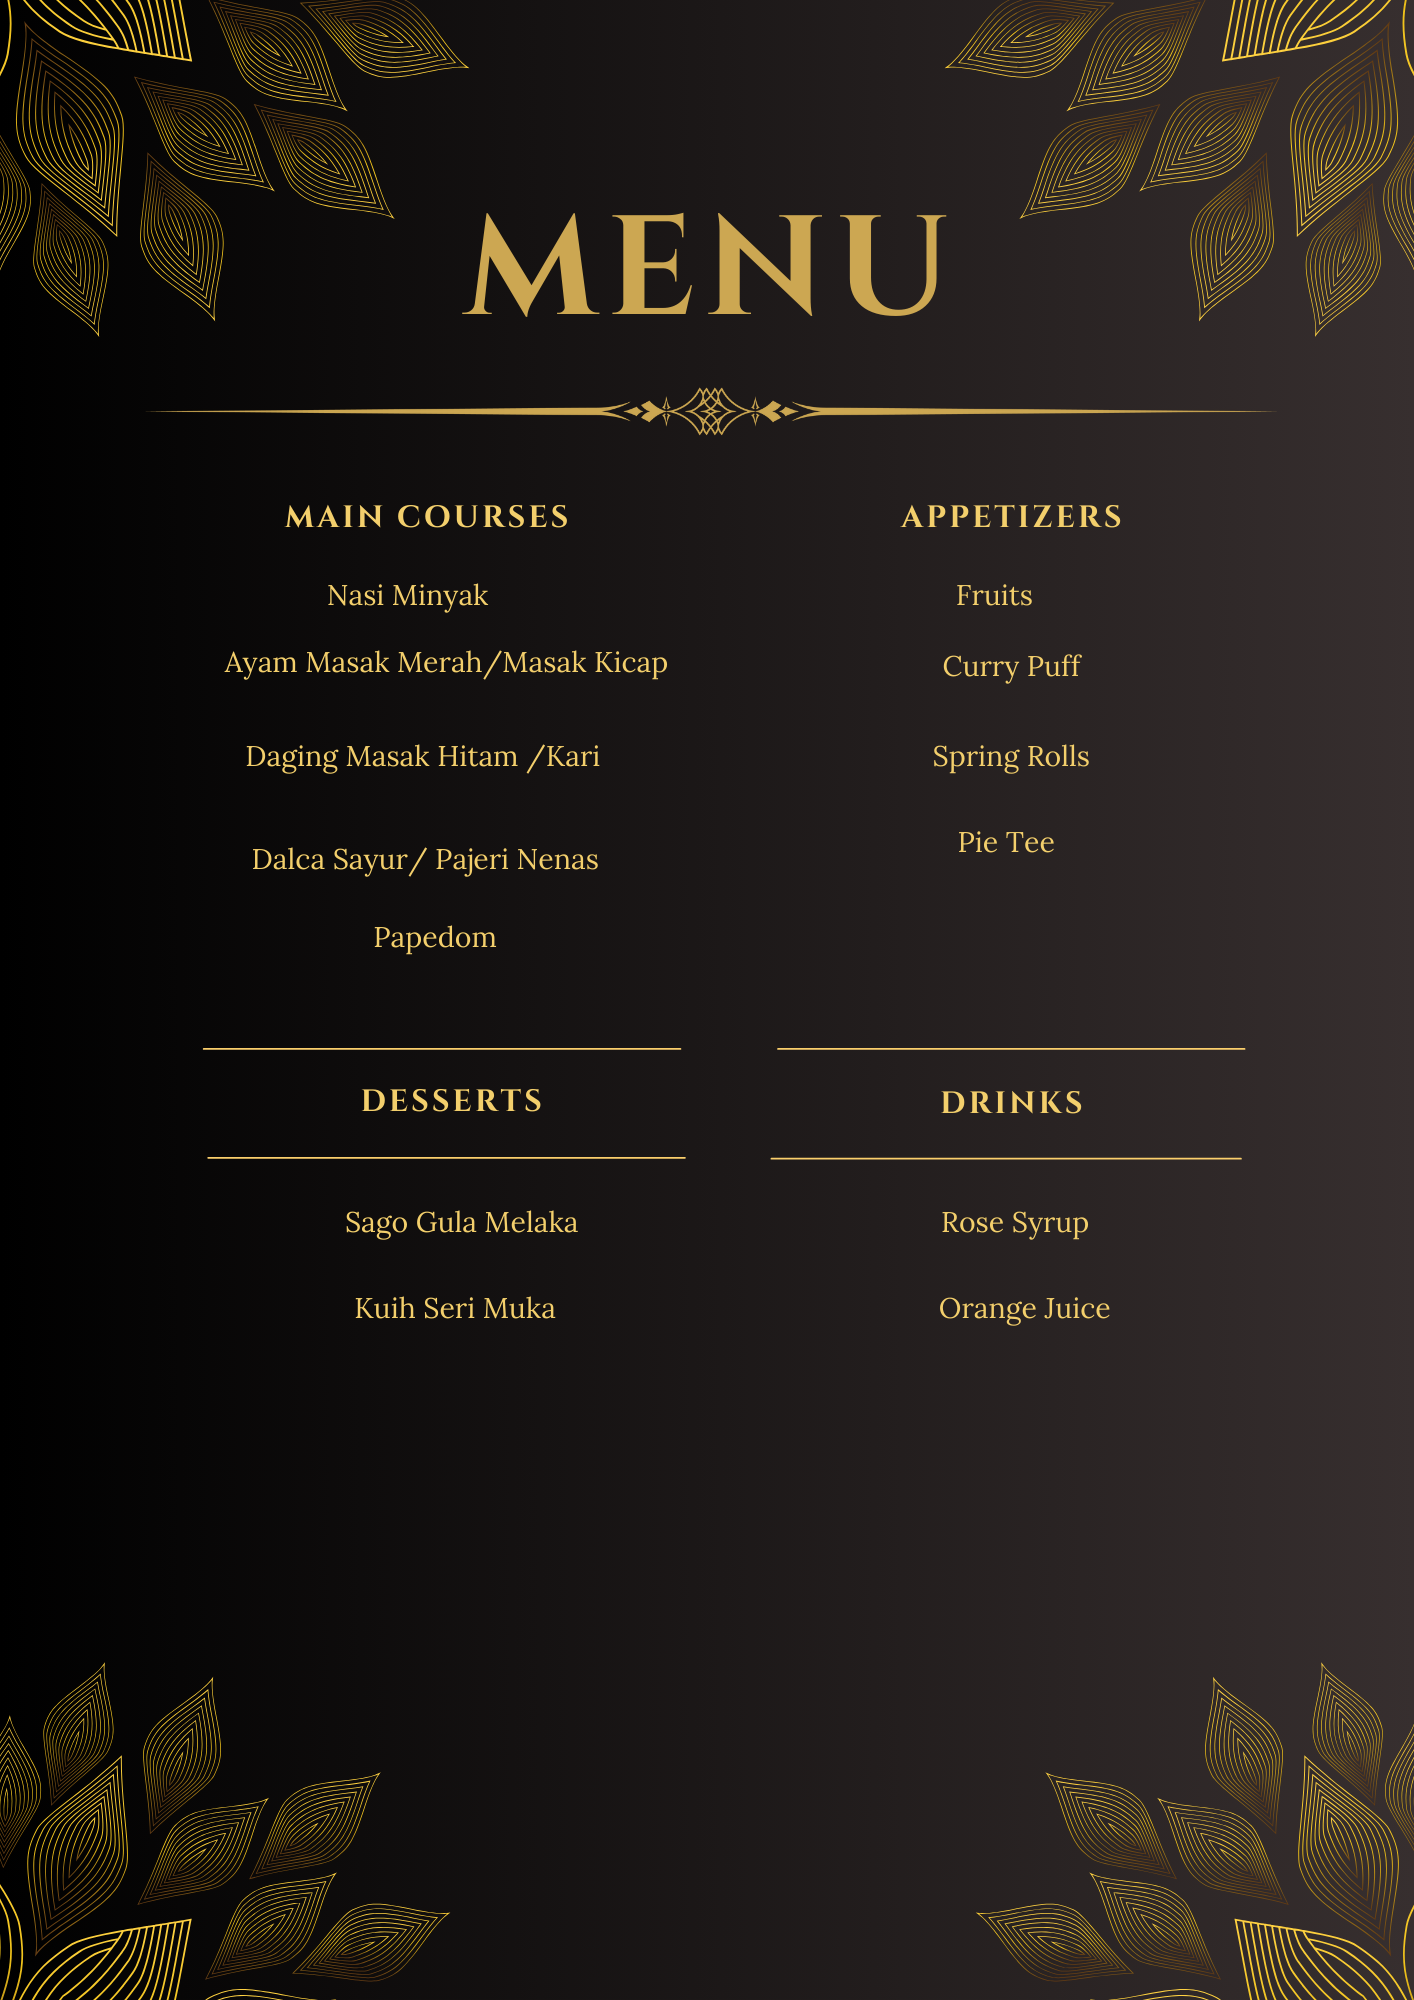 MENU
MAIN COURSES
Nasi Minyak
Ayam Masak Merah/Masak Kicap
Daging Masak Hitam /Kari
Dalca Sayur/ Pajeri Nenas
Papedom
APPETIZERS
Fruits
Curry Puff
Spring Rolls
Pie Tee
DESSERTS
Sago Gula Melaka
Kuih Seri Muka
DRINKS
Rose Syrup
Orange Juice